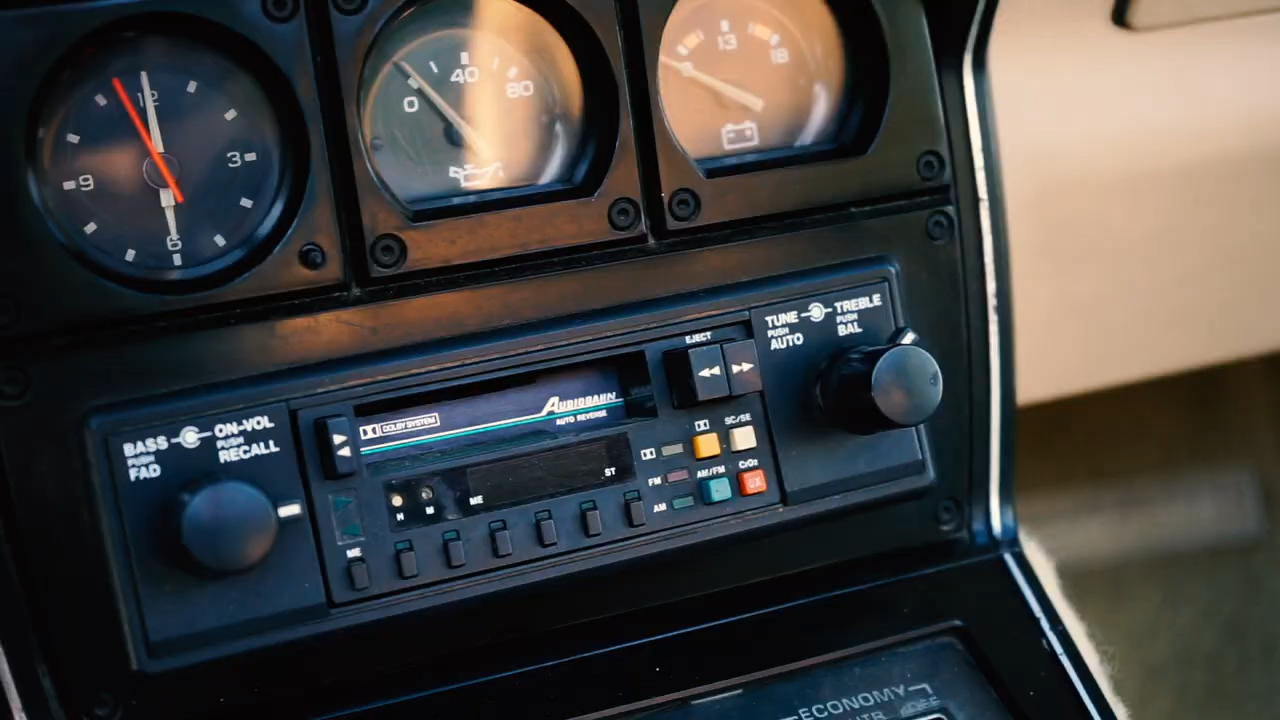 12
3
6
9
0
40
80
13
18
BASS
ON-VOL
PUSH
PUSH
FAD
RECALL
DOLBY SYSTEM
AUDIOBAHN
AUTO REVERSE
EJECT
TUNE
TREBLE
PUSH
PUSH
AUTO
BAL
SC/SE
ST
ME
H
M
FM
AM/FM
CrO2
AM
ME
ECONOMY
OFF